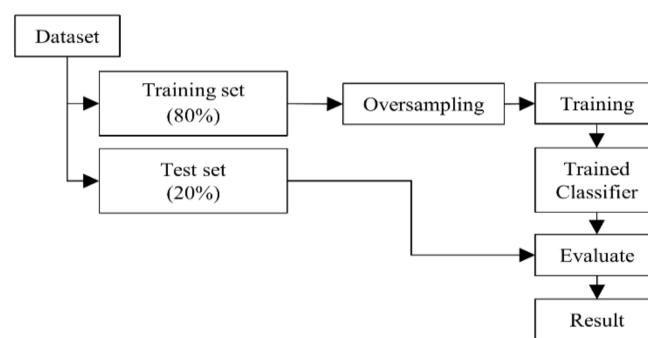 Dataset
Training set
(80%)
Oversampling
Training
Test set
(20%)
Trained
Classifier
Evaluate
Result